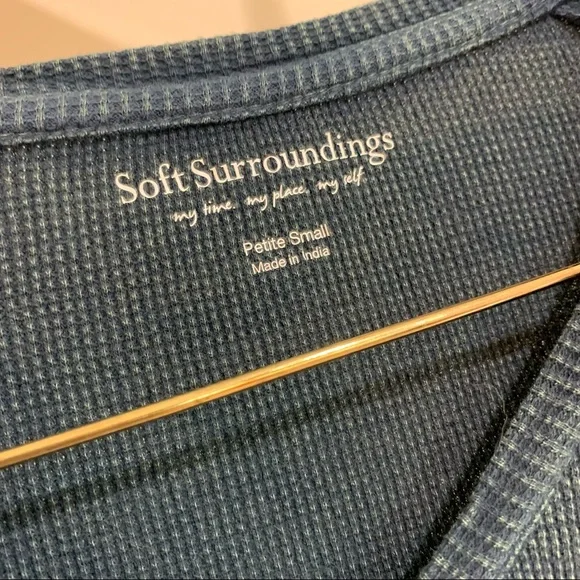 Soft Surroundings
my time. my place. my self.
Petite Small
Made in India